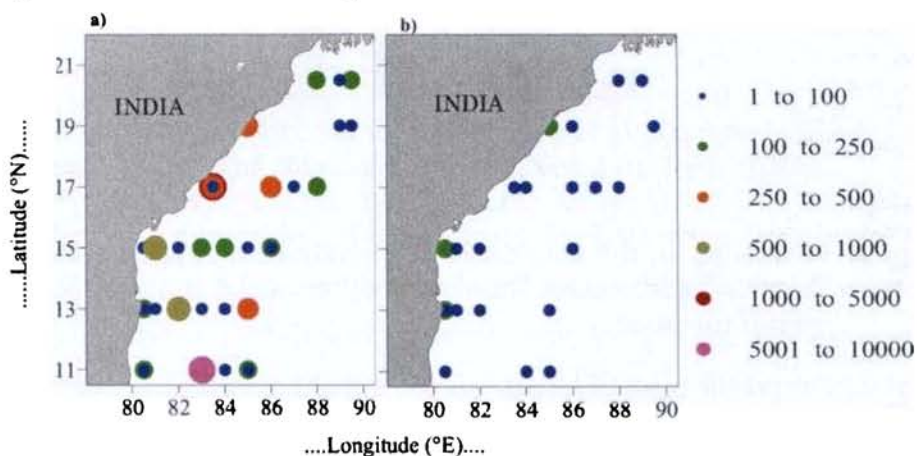 a)
b)
21
19
17
15
13
11
....Latitude (°N).....
INDIA
INDIA
80 82 84 86 88 90
80 82 84 86 88 90
....Longitude (°E)....
1 to 100
100 to 250
250 to 500
500 to 1000
1000 to 5000
5001 to 10000